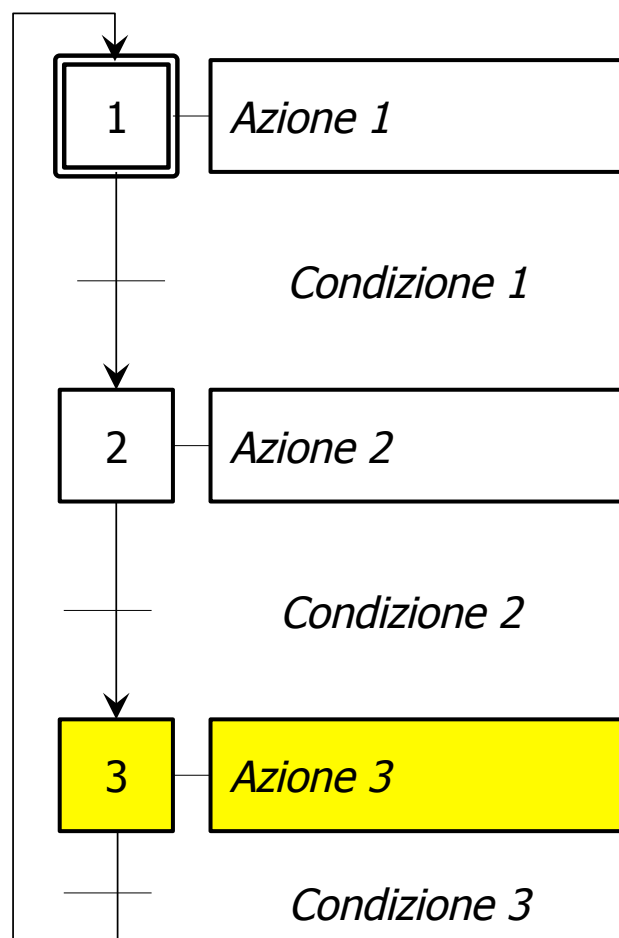 1
Azione 1
Condizione 1
2
Azione 2
Condizione 2
3
Azione 3
Condizione 3